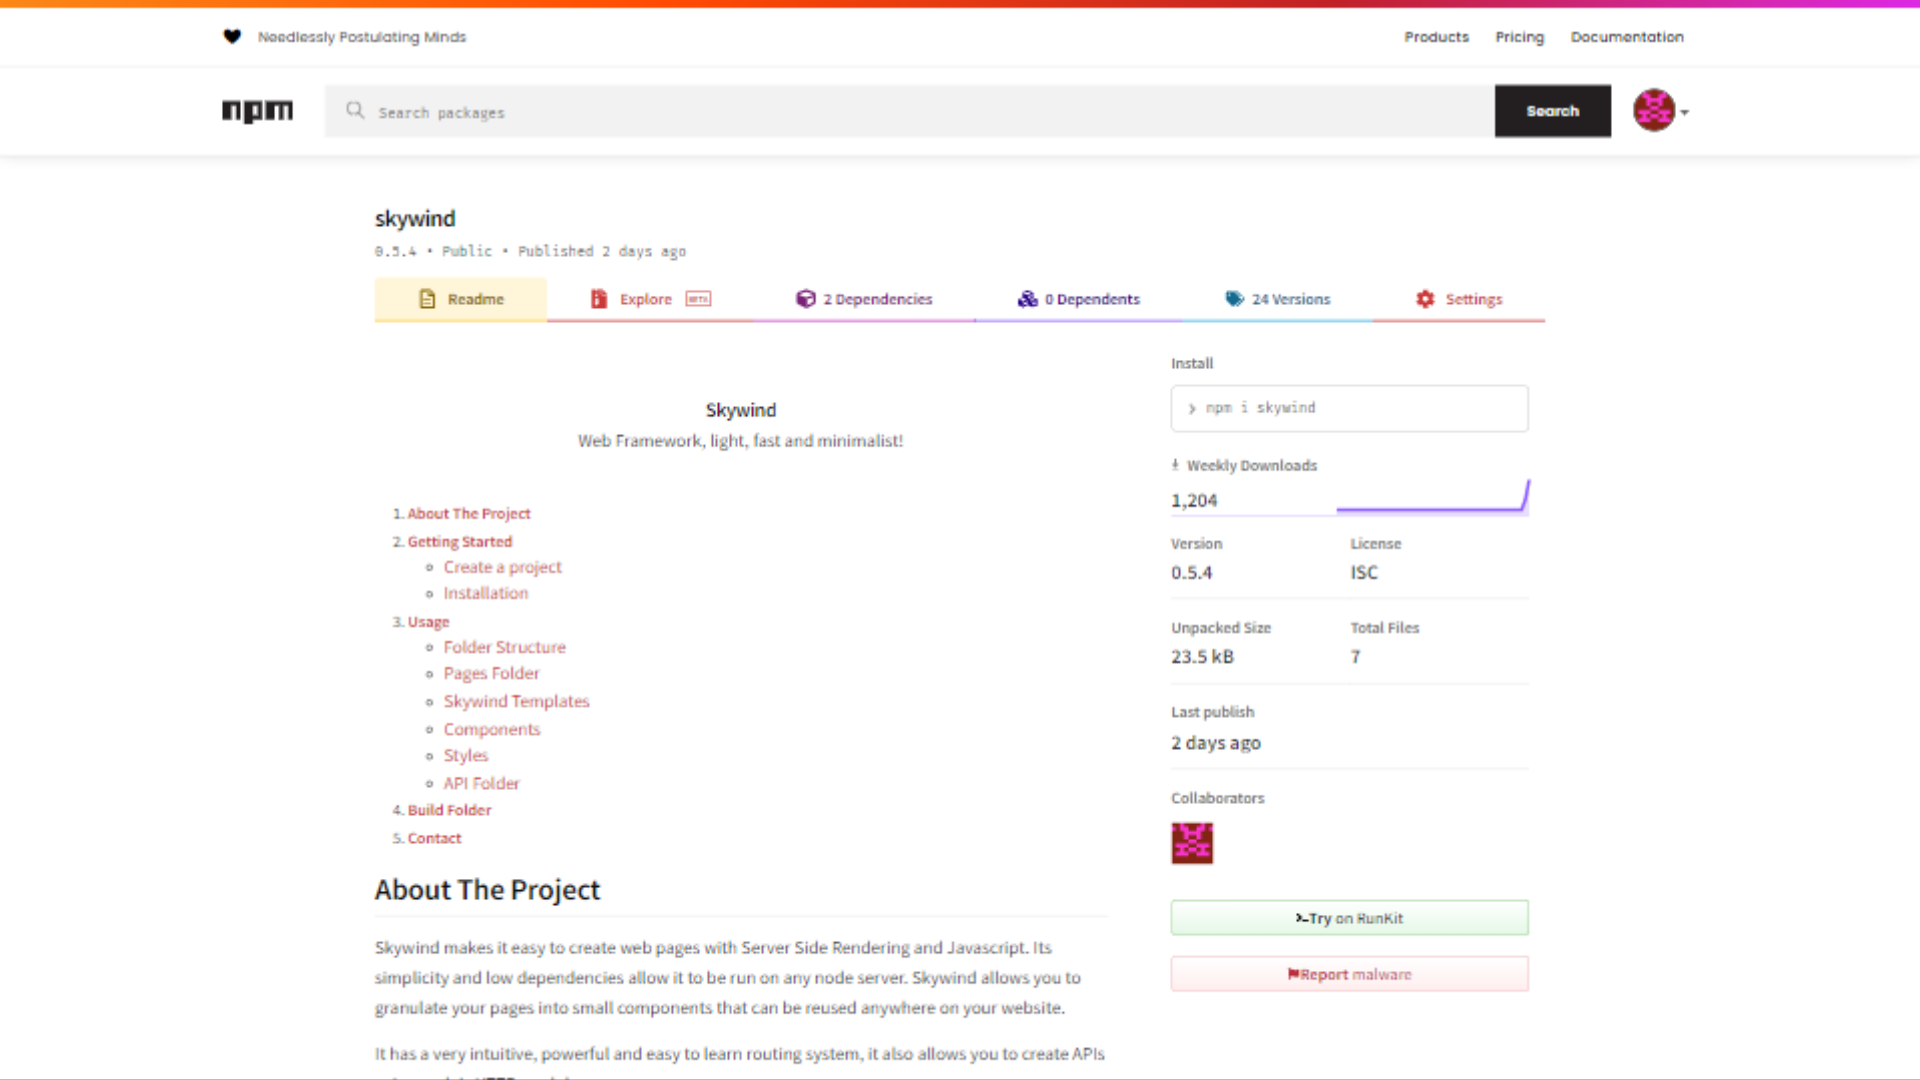 Needlessly Postulating Minds
Products Pricing Documentation
npm
Search packages
Search
skywind
0.5.4 • Public • Published 2 days ago
Readme
Explore BETA
2 Dependencies
0 Dependents
24 Versions
Settings
Skywind
Web Framework, light, fast and minimalist!
1. About The Project
2. Getting Started
Create a project
Installation
3. Usage
Folder Structure
Pages Folder
Skywind Templates
Components
Styles
API Folder
4. Build Folder
5. Contact
About The Project
Skywind makes it easy to create web pages with Server Side Rendering and Javascript. Its
simplicity and low dependencies allow it to be run on any node server. Skywind allows you to
granulate your pages into small components that can be reused anywhere on your website.
It has a very intuitive, powerful and easy to learn routing system, it also allows you to create APIs
Install
> npm i skywind
Weekly Downloads
1,204
Version
0.5.4
License
ISC
Unpacked Size
23.5 kB
Total Files
7
Last publish
2 days ago
Collaborators
Try on RunKit
Report malware